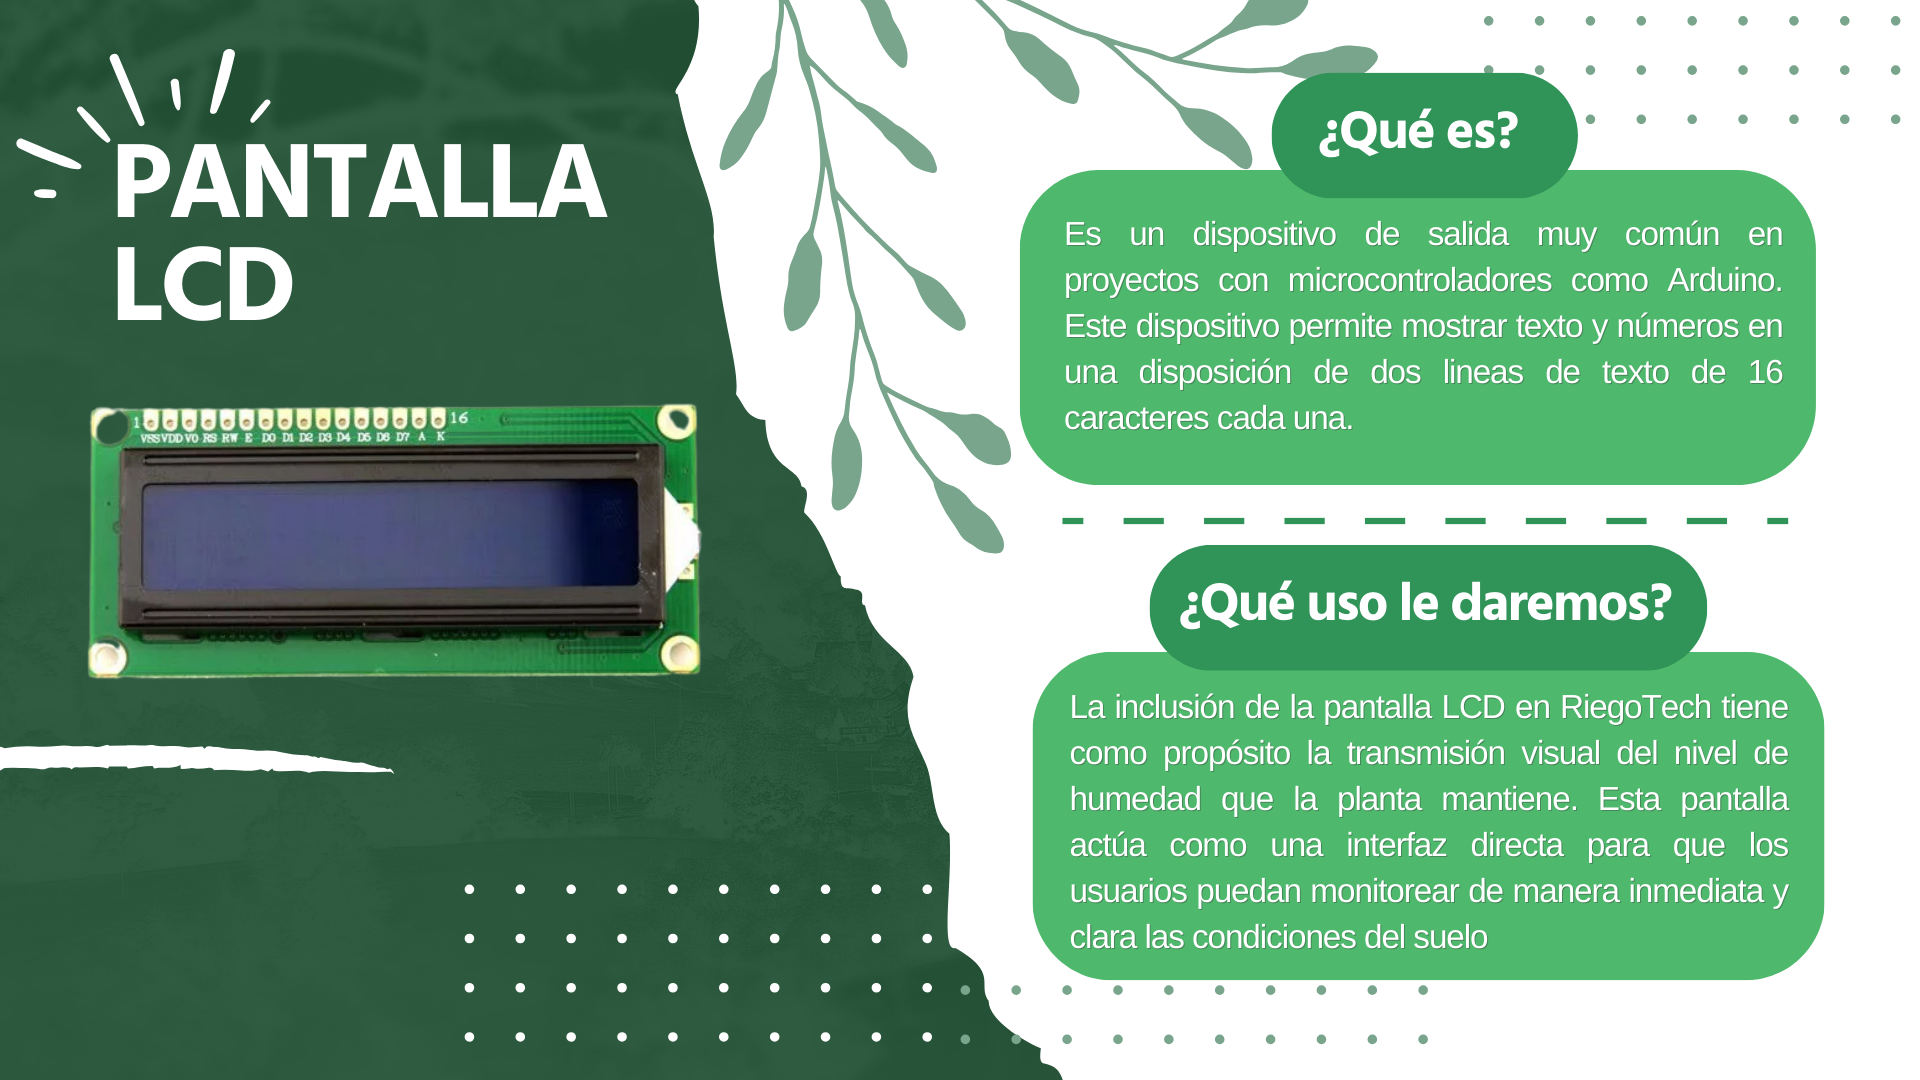 PANTALLA
LCD
1 16
VSS VDD V0 RS RW E D0 D1 D2 D3 D4 D5 D6 D7 A K
¿Qué es?
Es un dispositivo de salida muy común en
proyectos con microcontroladores como Arduino.
Este dispositivo permite mostrar texto y números en
una disposición de dos lineas de texto de 16
caracteres cada una.
¿Qué uso le daremos?
La inclusión de la pantalla LCD en RiegoTech tiene
como propósito la transmisión visual del nivel de
humedad que la planta mantiene. Esta pantalla
actúa como una interfaz directa para que los
usuarios puedan monitorear de manera inmediata y
clara las condiciones del suelo